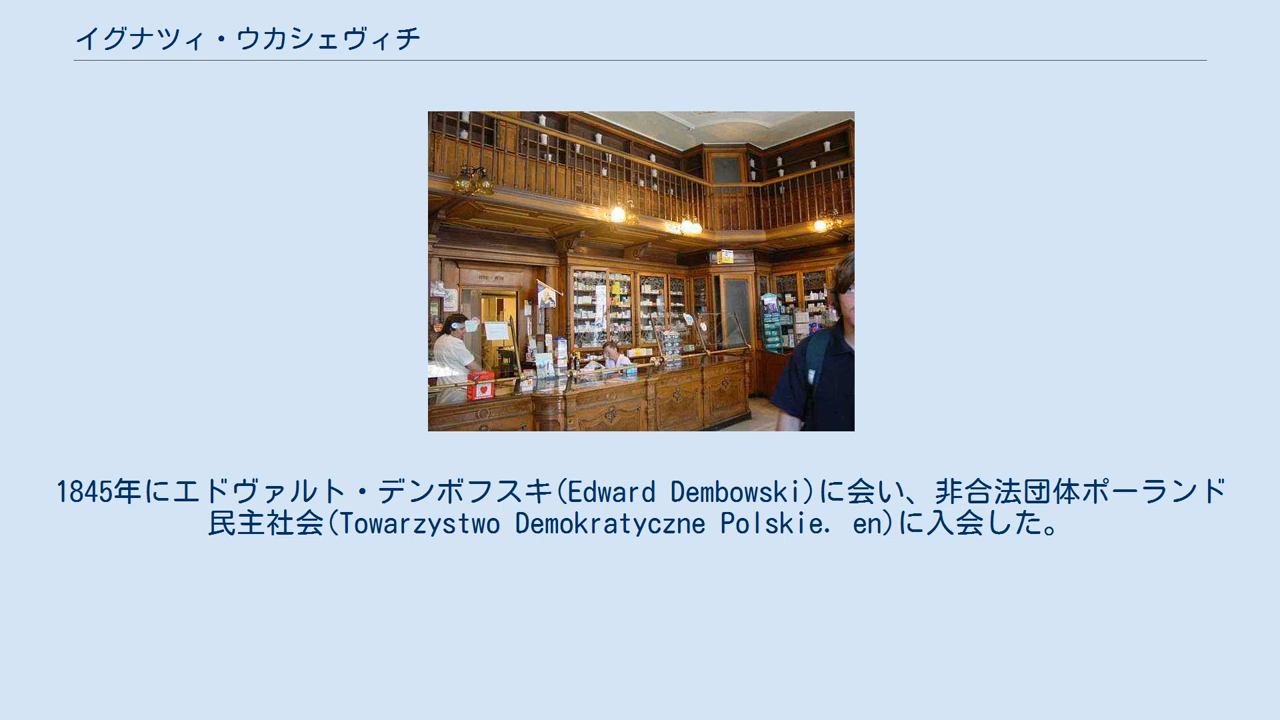 イグナツィ・ウカシェヴィチ
1845年にエドヴァルト・デンボフスキ(Edward Dembowski)に会い、非合法団体ポーランド
民主社会(Towarzystwo Demokratyczne Polskie. en)に入会した。